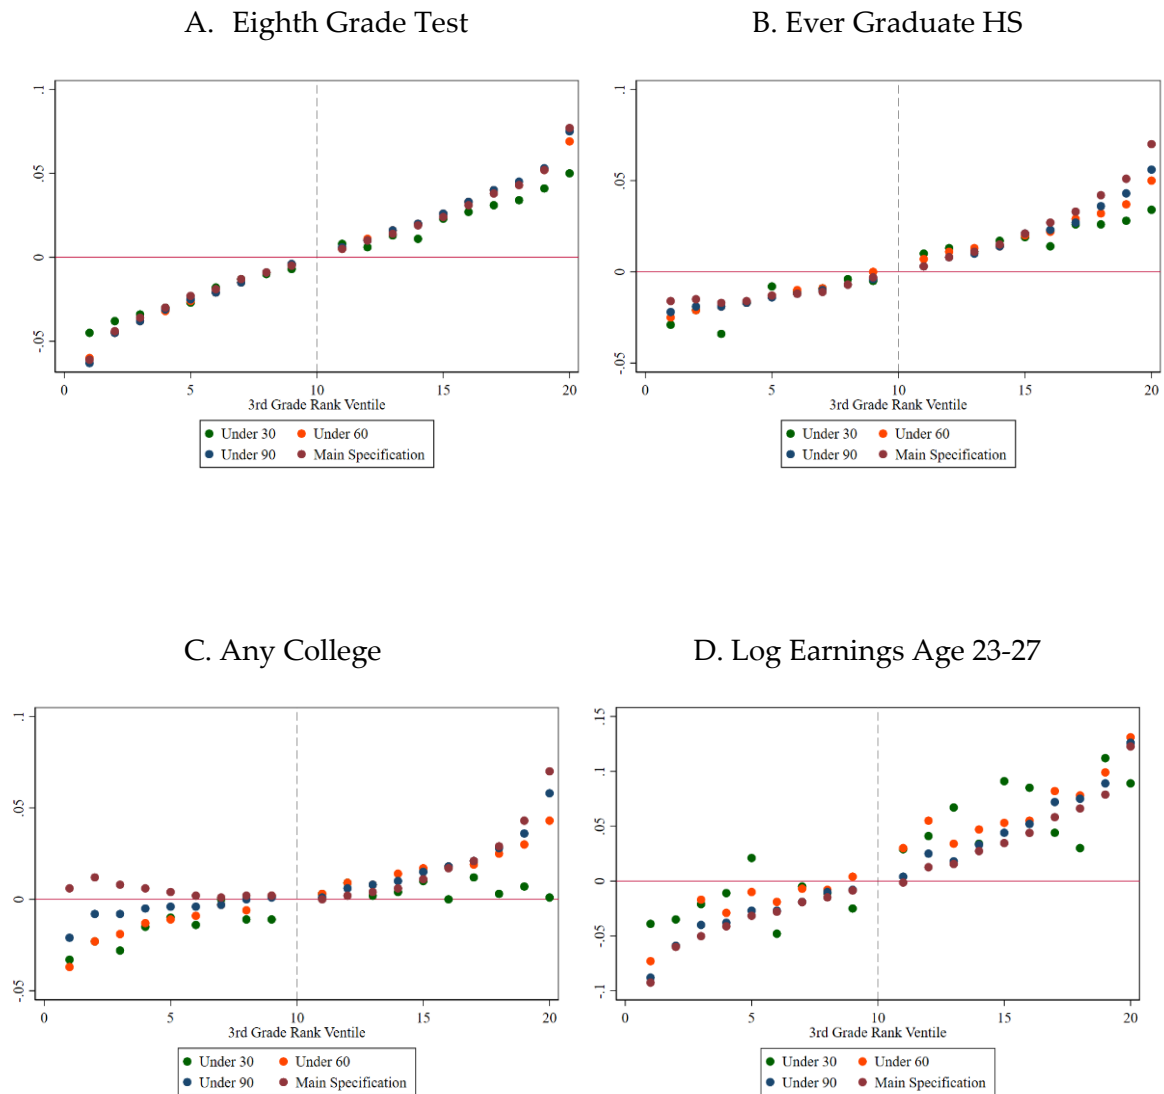 A. Eighth Grade Test
B. Ever Graduate HS
.1
.05
0
-.05
0 5 10 15 20
3rd Grade Rank Ventile
Under 30 Under 60
Under 90 Main Specification
.1
.05
0
-.05
0 5 10 15 20
3rd Grade Rank Ventile
Under 30 Under 60
Under 90 Main Specification
C. Any College
D. Log Earnings Age 23-27
.1
.05
0
-.05
0 5 10 15 20
3rd Grade Rank Ventile
Under 30 Under 60
Under 90 Main Specification
.15
.1
.05
0
-.05
-.1
0 5 10 15 20
3rd Grade Rank Ventile
Under 30 Under 60
Under 90 Main Specification